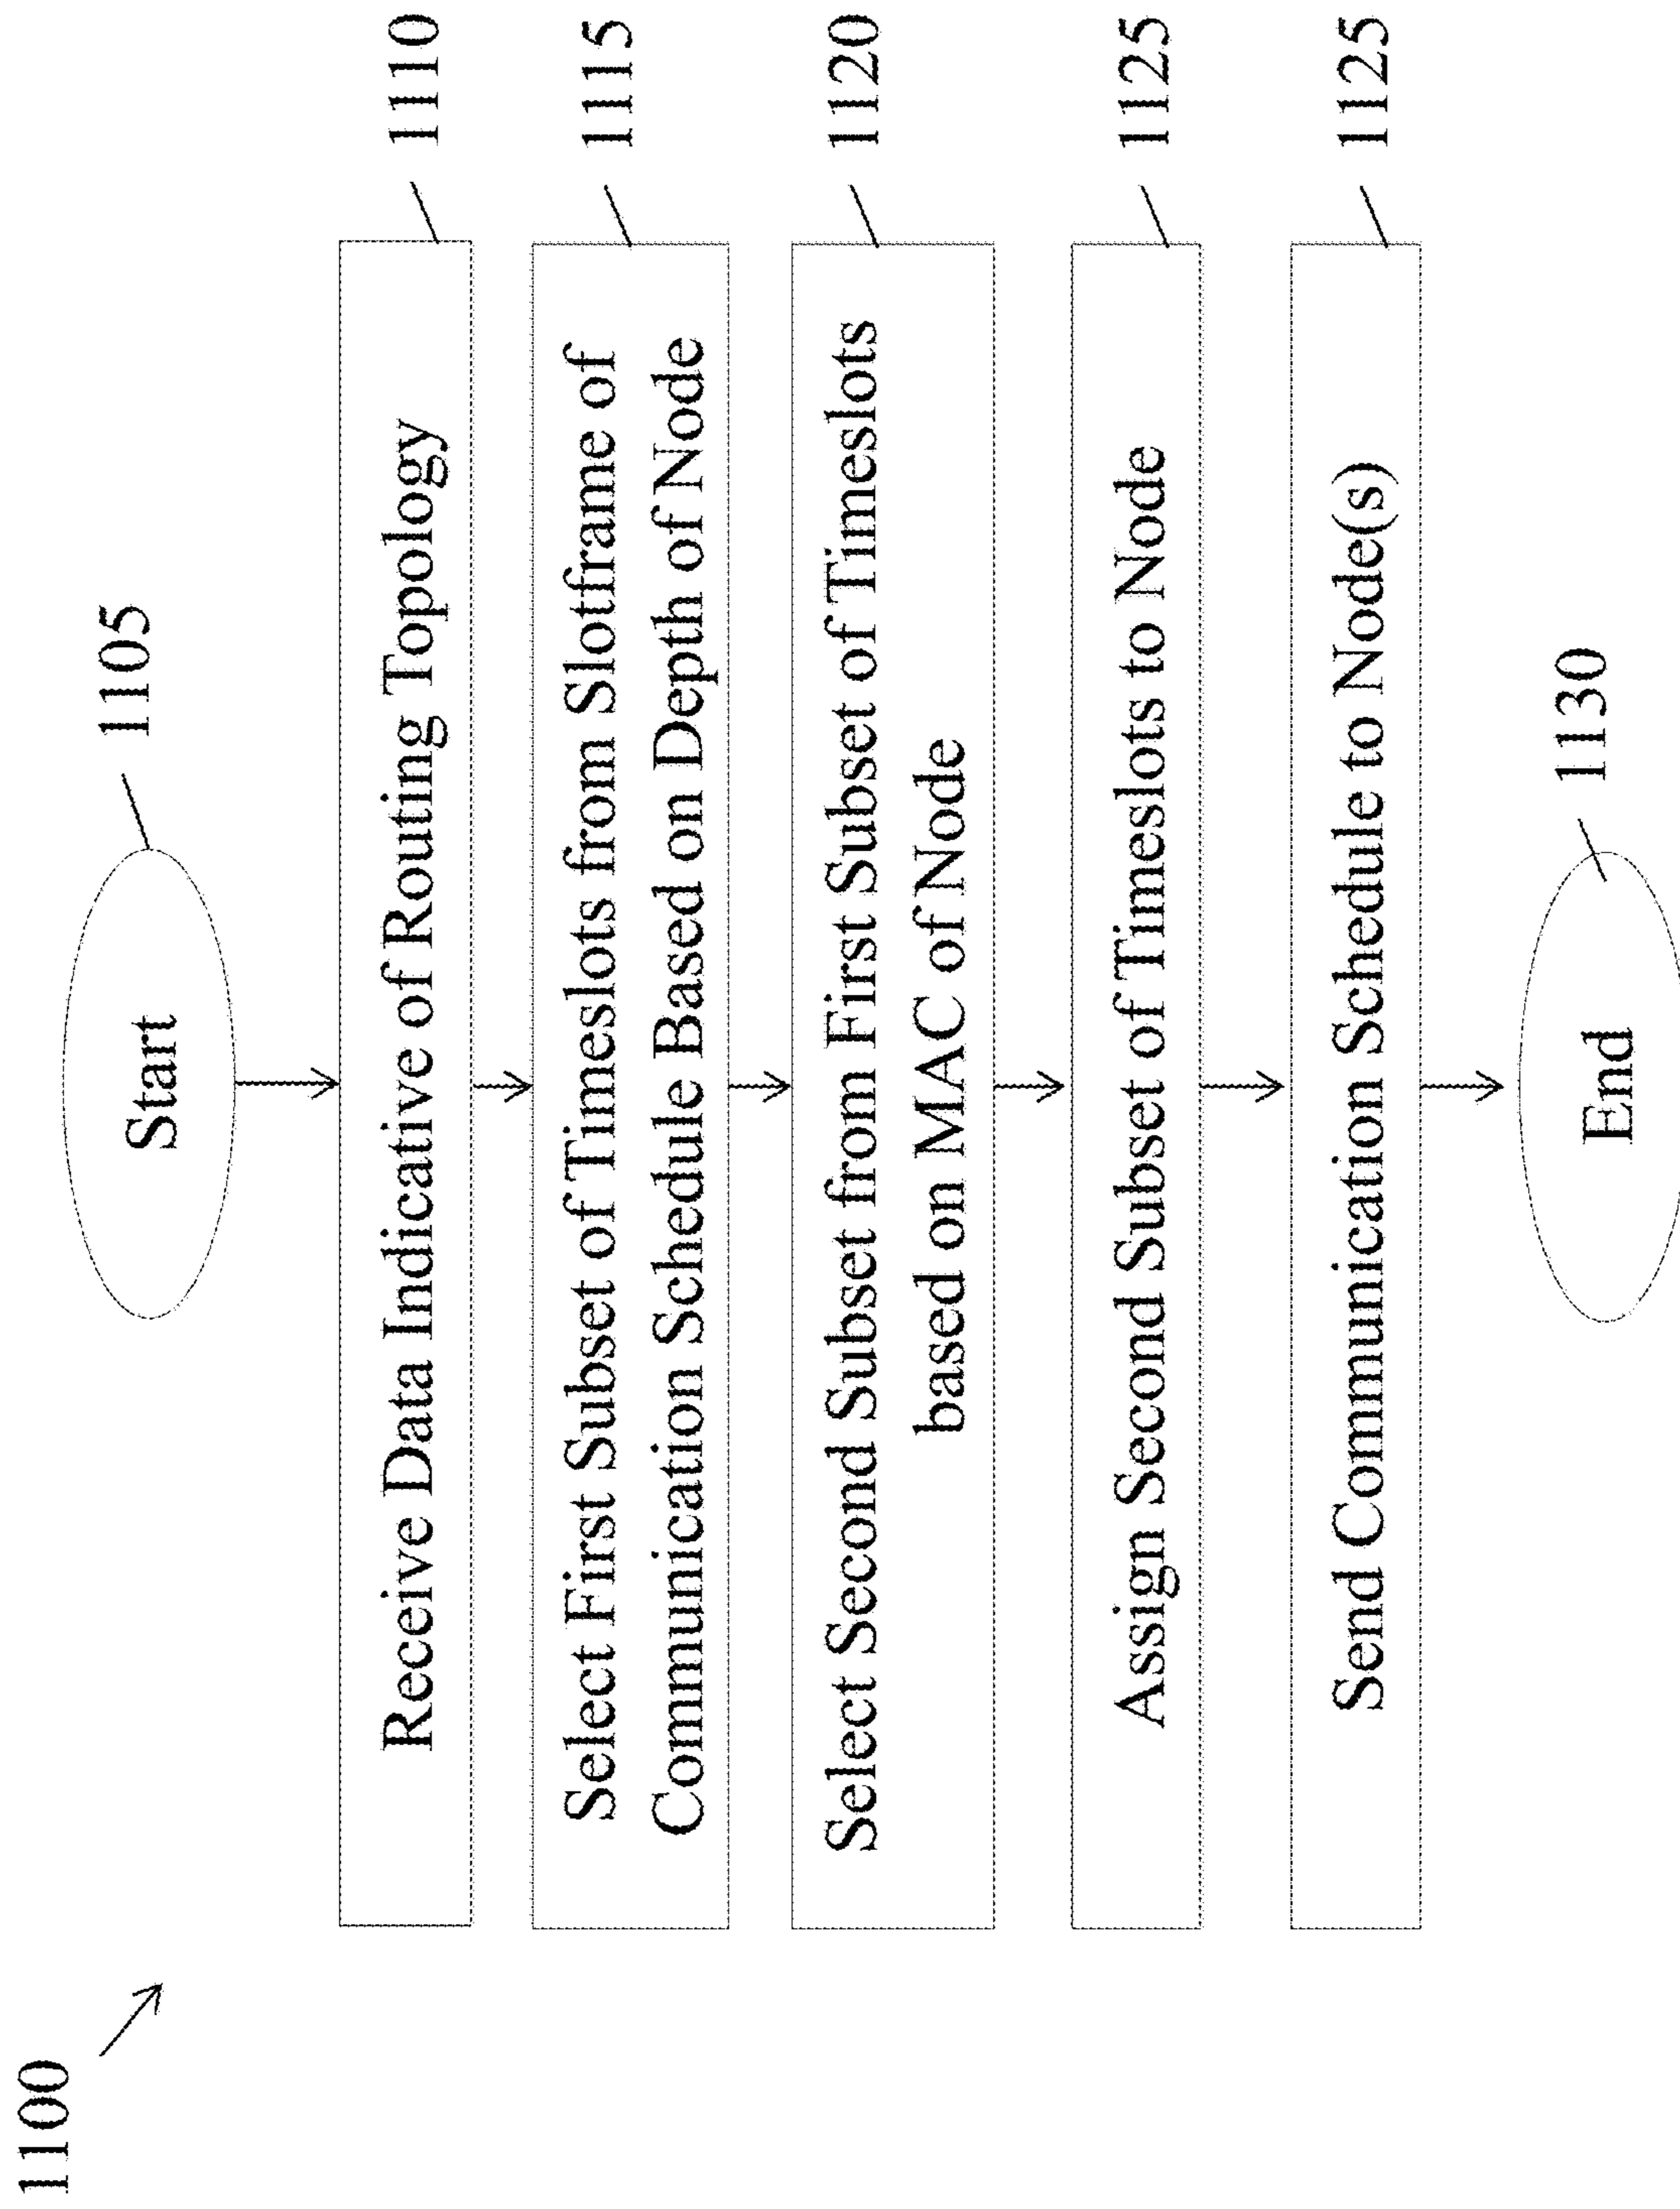 1100
Start
1105
Receive Data Indicative of Routing Topology
1110
Select First Subset of Timeslots from Slotframe of
Communication Schedule Based on Depth of Node
1115
Select Second Subset from First Subset of Timeslots
based on MAC of Node
1120
Assign Second Subset of Timeslots to Node
1125
Send Communication Schedule to Node(s)
1125
End
1130